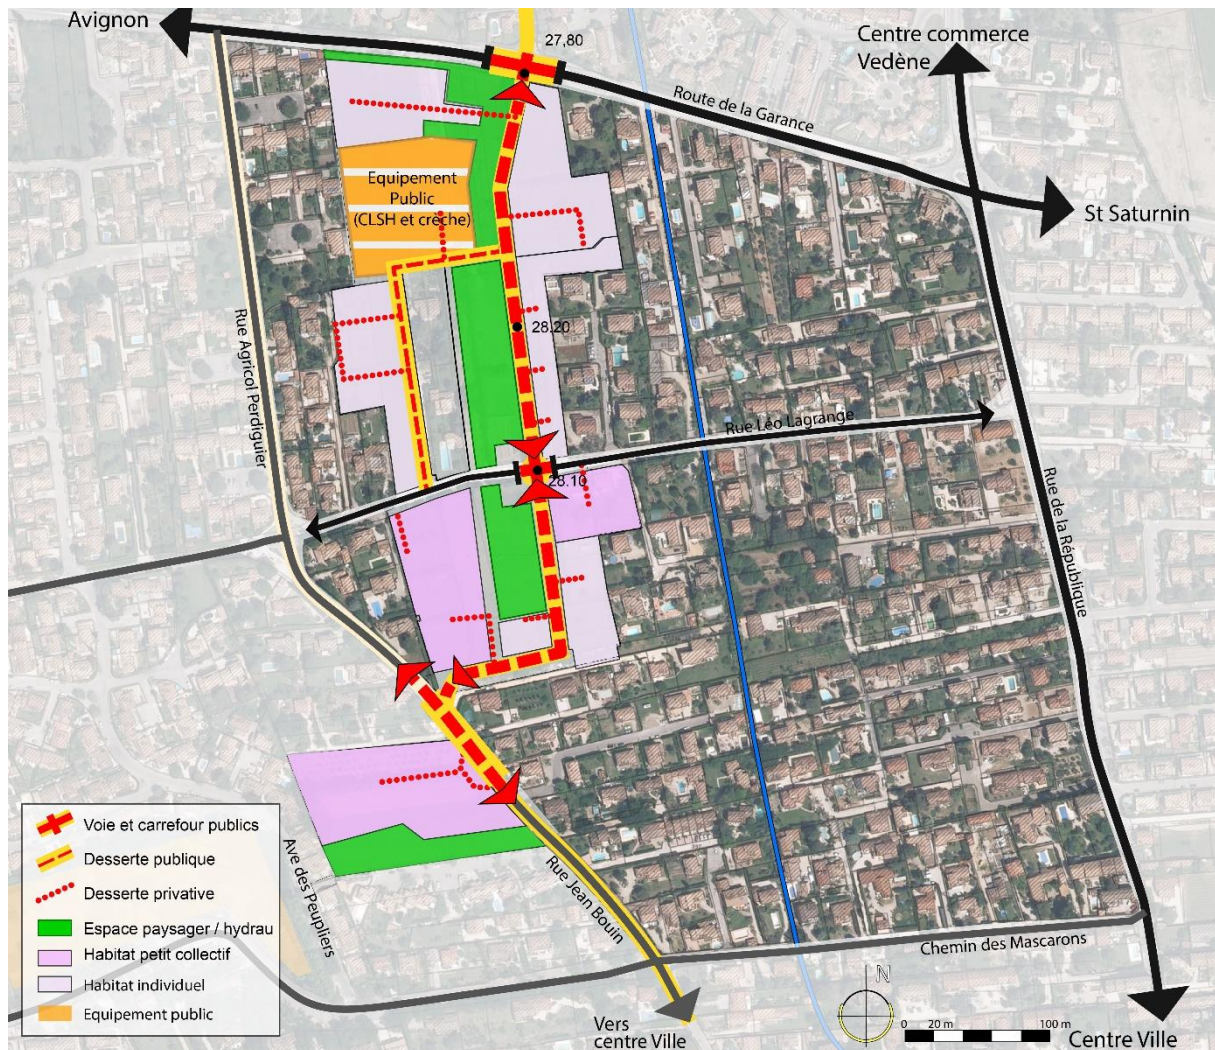 Avignon
27,80
Centre commerce
Vedène
Route de la Garance
Equipement
Public
(CLSH et crèche)
St Saturnin
Rue Agricol Perdiguier
28.20
Rue Léo Lagrange
28.10
Rue de la République
Voie et carrefour publics
Desserte publique
Desserte privative
Espace paysager / hydrau
Habitat petit collectif
Habitat individuel
Equipement public
Ave des Peupliers
Rue Jean Bouin
Chemin des Mascarons
N
0 20 m 100 m
Vers
centre Ville
Centre Ville